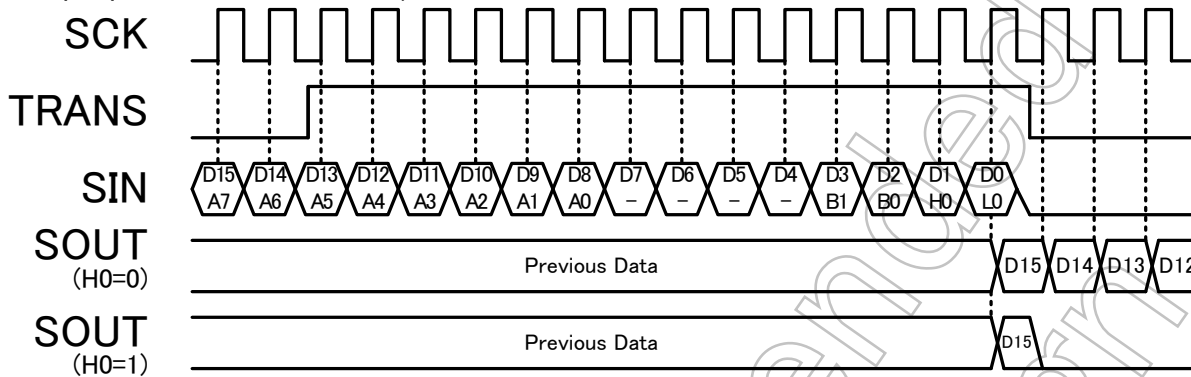 SCK
TRANS
SIN
D15 D14 D13 D12 D11 D10 D9 D8 D7 D6 D5 D4 D3 D2 D1 D0
A7 A6 A5 A4 A3 A2 A1 A0 - - - - B1 B0 H0 L0
SOUT
(H0=0)
Previous Data
D15 D14 D13 D12
SOUT
(H0=1)
Previous Data
D15